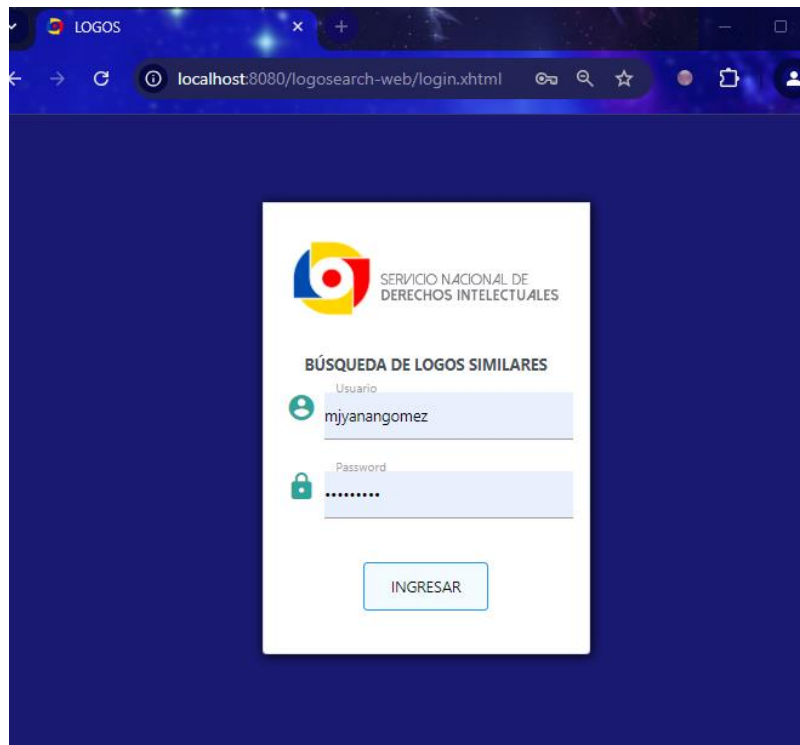 LOGOS
localhost:8080/logosearch-web/login.xhtml
SERVICIO NACIONAL DE
DERECHOS INTELECTUALES
BÚSQUEDA DE LOGOS SIMILARES
Usuario
mjyanangomez
Password
•••••••••
INGRESAR